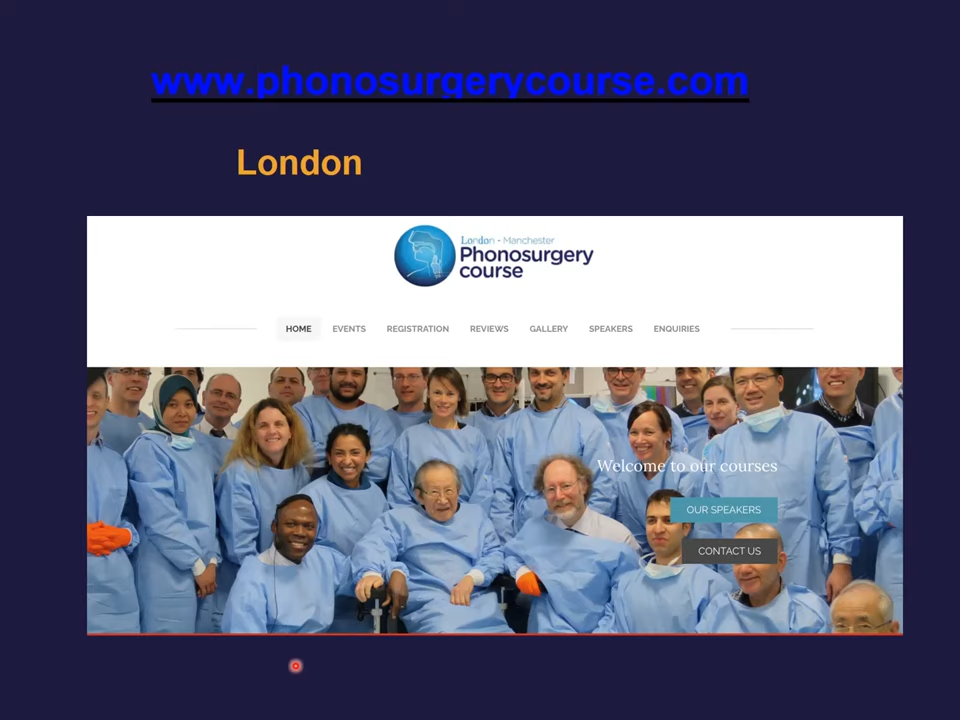 www.phonosurgerycourse.com
London
London - Manchester
Phonosurgery
course
HOME EVENTS REGISTRATION REVIEWS GALLERY SPEAKERS ENQUIRIES
Welcome to our courses
OUR SPEAKERS
CONTACT US